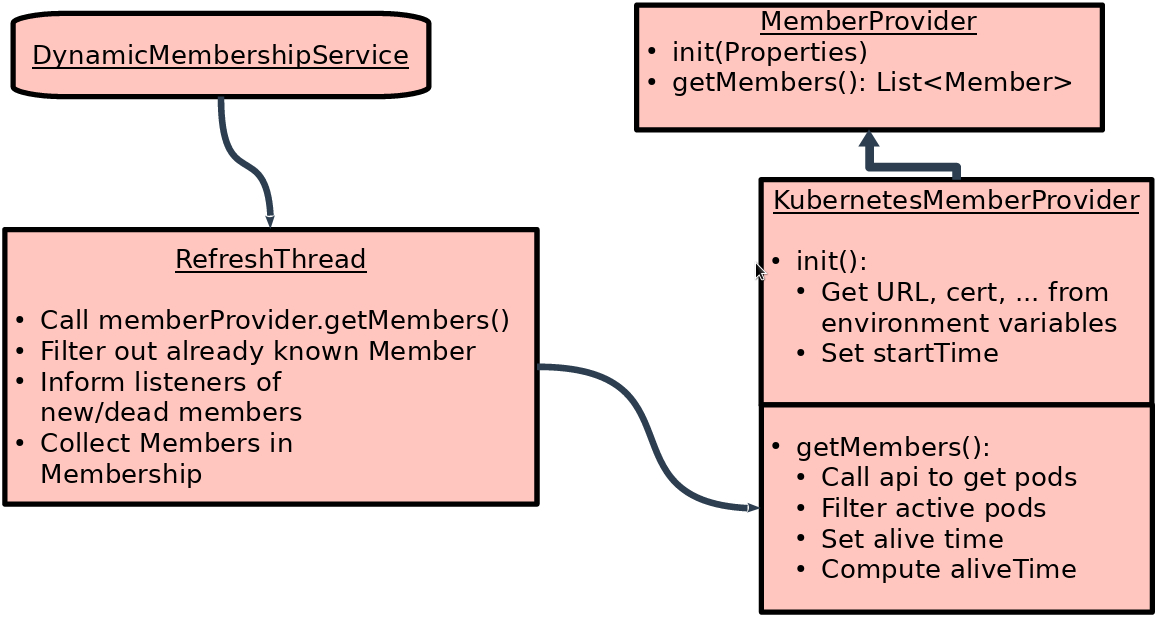 DynamicMembershipService
MemberProvider
• init(Properties)
• getMembers(): List<Member>
RefreshThread
• Call memberProvider.getMembers()
• Filter out already known Member
• Inform listeners of
new/dead members
• Collect Members in
Membership
KubernetesMemberProvider
• init():
• Get URL, cert, ... from
environment variables
• Set startTime
• getMembers():
• Call api to get pods
• Filter active pods
• Set alive time
• Compute aliveTime